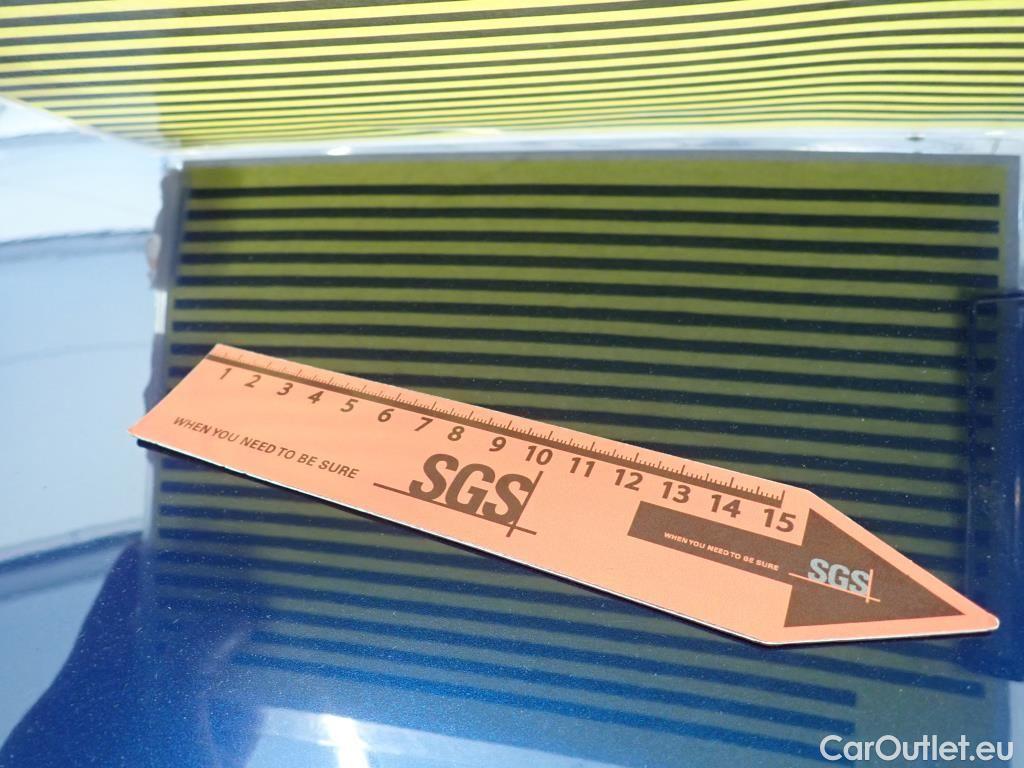 1 2 3 4 5 6 7 8 9 10 11 12 13 14 15
WHEN YOU NEED TO BE SURE
SGS
WHEN YOU NEED TO BE SURE
SGS
CarOutlet.eu